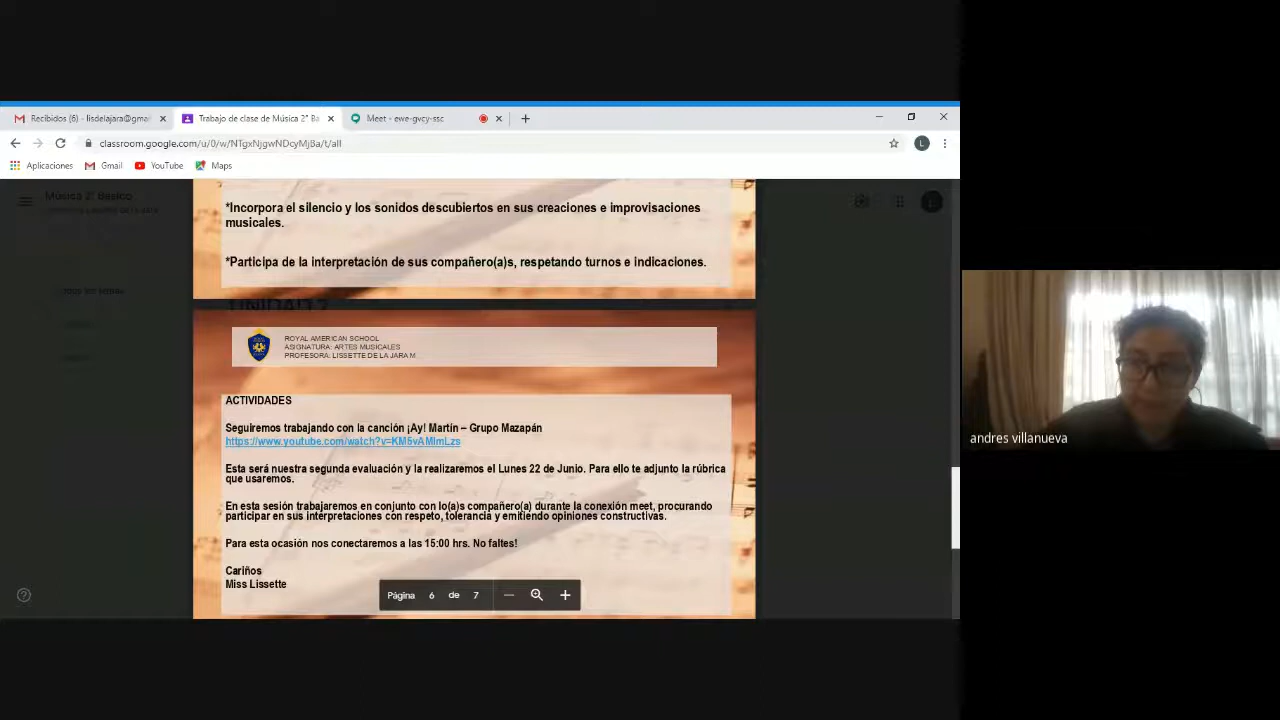 Recibidos (6) - lisdelajara@gmai
Trabajo de clase de Música 2° Ba
Meet - ewe-gvcy-ssc
classroom.google.com/u/0/w/NTgxNjgwNDcyMjBa/t/all
Aplicaciones
Gmail
YouTube
Maps
Música 2° Básico
*Incorpora el silencio y los sonidos descubiertos en sus creaciones e improvisaciones
musicales.
*Participa de la interpretación de sus compañero(a)s, respetando turnos e indicaciones.
ROYAL AMERICAN SCHOOL
ASIGNATURA: ARTES MUSICALES
PROFESORA: LISSETTE DE LA JARA M
ACTIVIDADES
Seguiremos trabajando con la canción ¡Ay! Martín – Grupo Mazapán
https://www.youtube.com/watch?v=KM5vAMlmLzs
Esta será nuestra segunda evaluación y la realizaremos el Lunes 22 de Junio. Para ello te adjunto la rúbrica
que usaremos.
En esta sesión trabajaremos en conjunto con lo(a)s compañero(a) durante la conexión meet, procurando
participar en sus interpretaciones con respeto, tolerancia y emitiendo opiniones constructivas.
Para esta ocasión nos conectaremos a las 15:00 hrs. No faltes!
Cariños
Miss Lissette
Página 6 de 7
andres villanueva